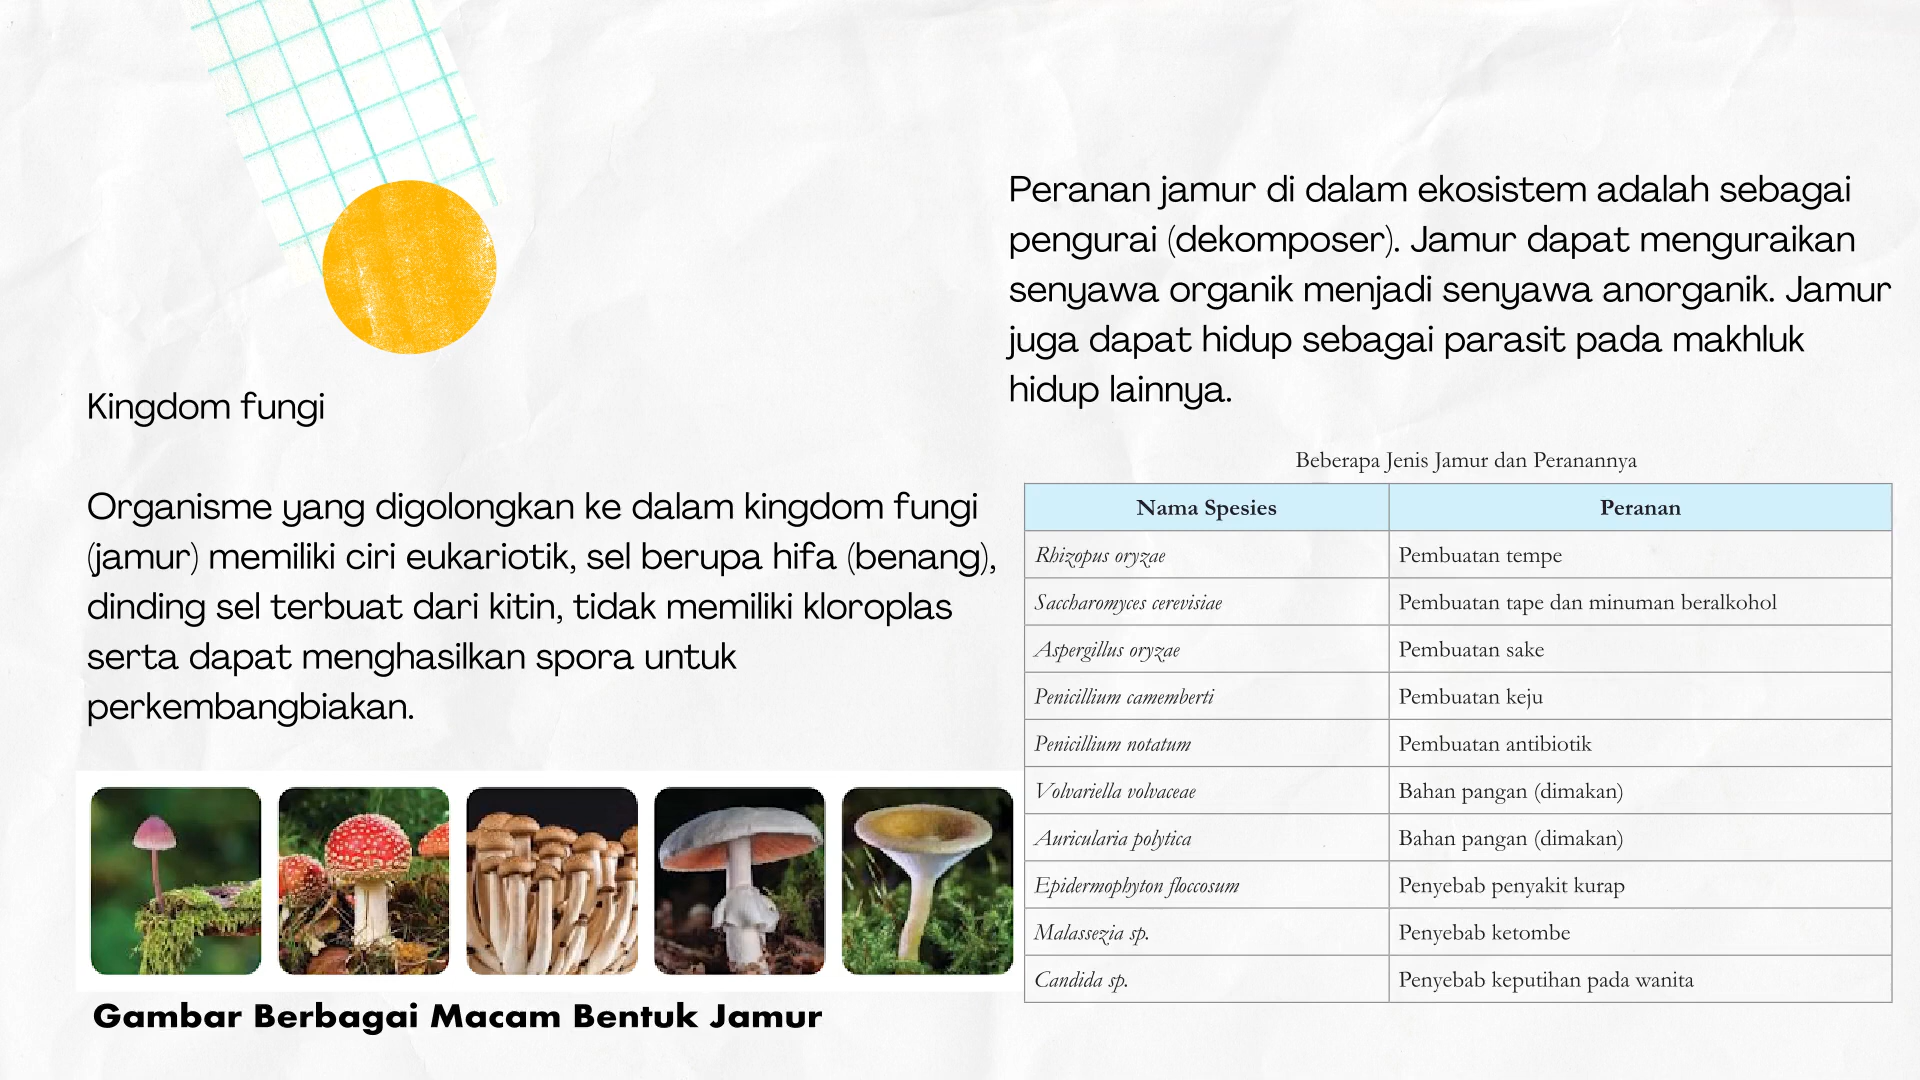 Kingdom fungi
Organisme yang digolongkan ke dalam kingdom fungi
(jamur) memiliki ciri eukariotik, sel berupa hifa (benang),
dinding sel terbuat dari kitin, tidak memiliki kloroplas
serta dapat menghasilkan spora untuk
perkembangbiakan.
Gambar Berbagai Macam Bentuk Jamur
Peranan jamur di dalam ekosistem adalah sebagai
pengurai (dekomposer). Jamur dapat menguraikan
senyawa organik menjadi senyawa anorganik. Jamur
juga dapat hidup sebagai parasit pada makhluk
hidup lainnya.
Beberapa Jenis Jamur dan Peranannya
Nama Spesies Peranan
Rhizopus oryzae Pembuatan tempe
Saccharomyces cerevisiae Pembuatan tape dan minuman beralkohol
Aspergillus oryzae Pembuatan sake
Penicillium camemberti Pembuatan keju
Penicillium notatum Pembuatan antibiotik
Volvariella volvaceae Bahan pangan (dimakan)
Auricularia polytica Bahan pangan (dimakan)
Epidermophyton floccosum Penyebab penyakit kurap
Malassezia sp. Penyebab ketombe
Candida sp. Penyebab keputihan pada wanita